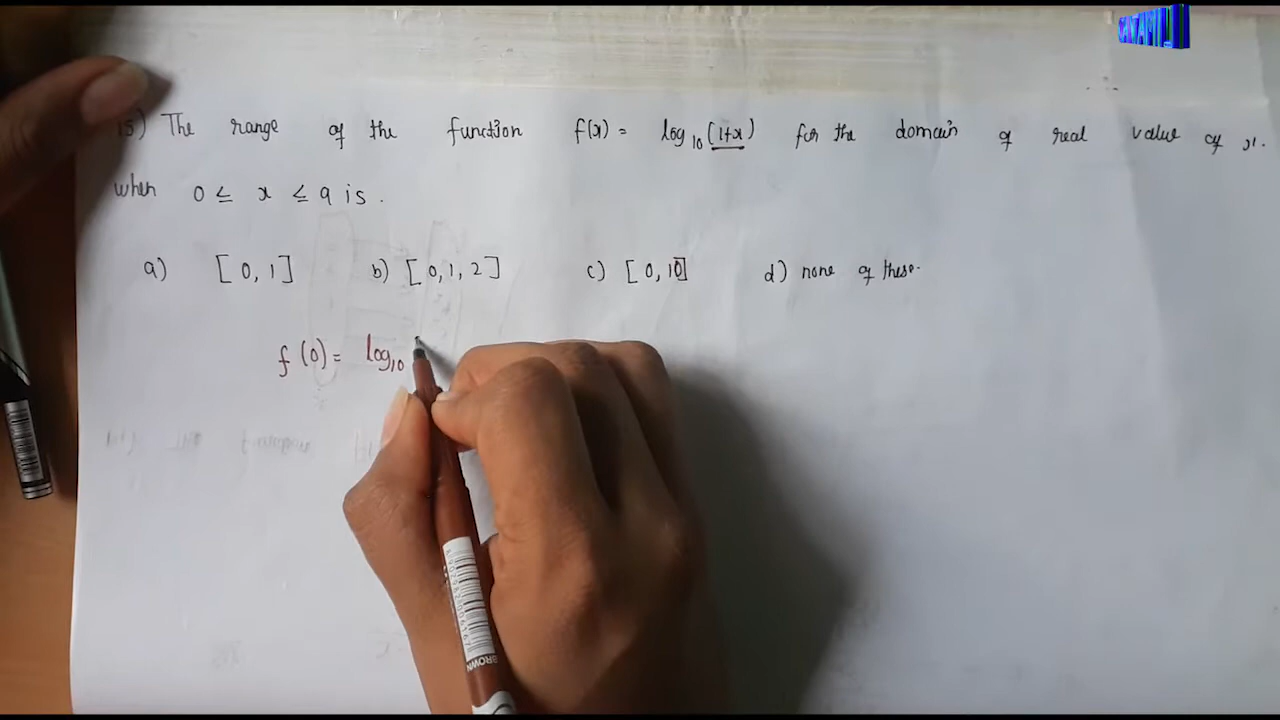 15) The range of the function f(x) = log₁₀ (1+x) for the domain of real value of x.
when 0 ≤ x ≤ 9 is.
a) [0, 1] b) [0, 1, 2] c) [0, 10] d) none of these.
f(0) = log₁₀
BROWN